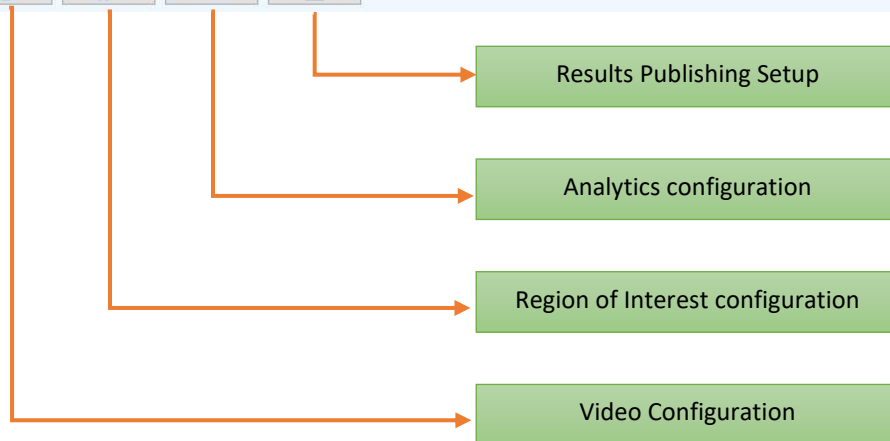 Results Publishing Setup
Analytics configuration
Region of Interest configuration
Video Configuration